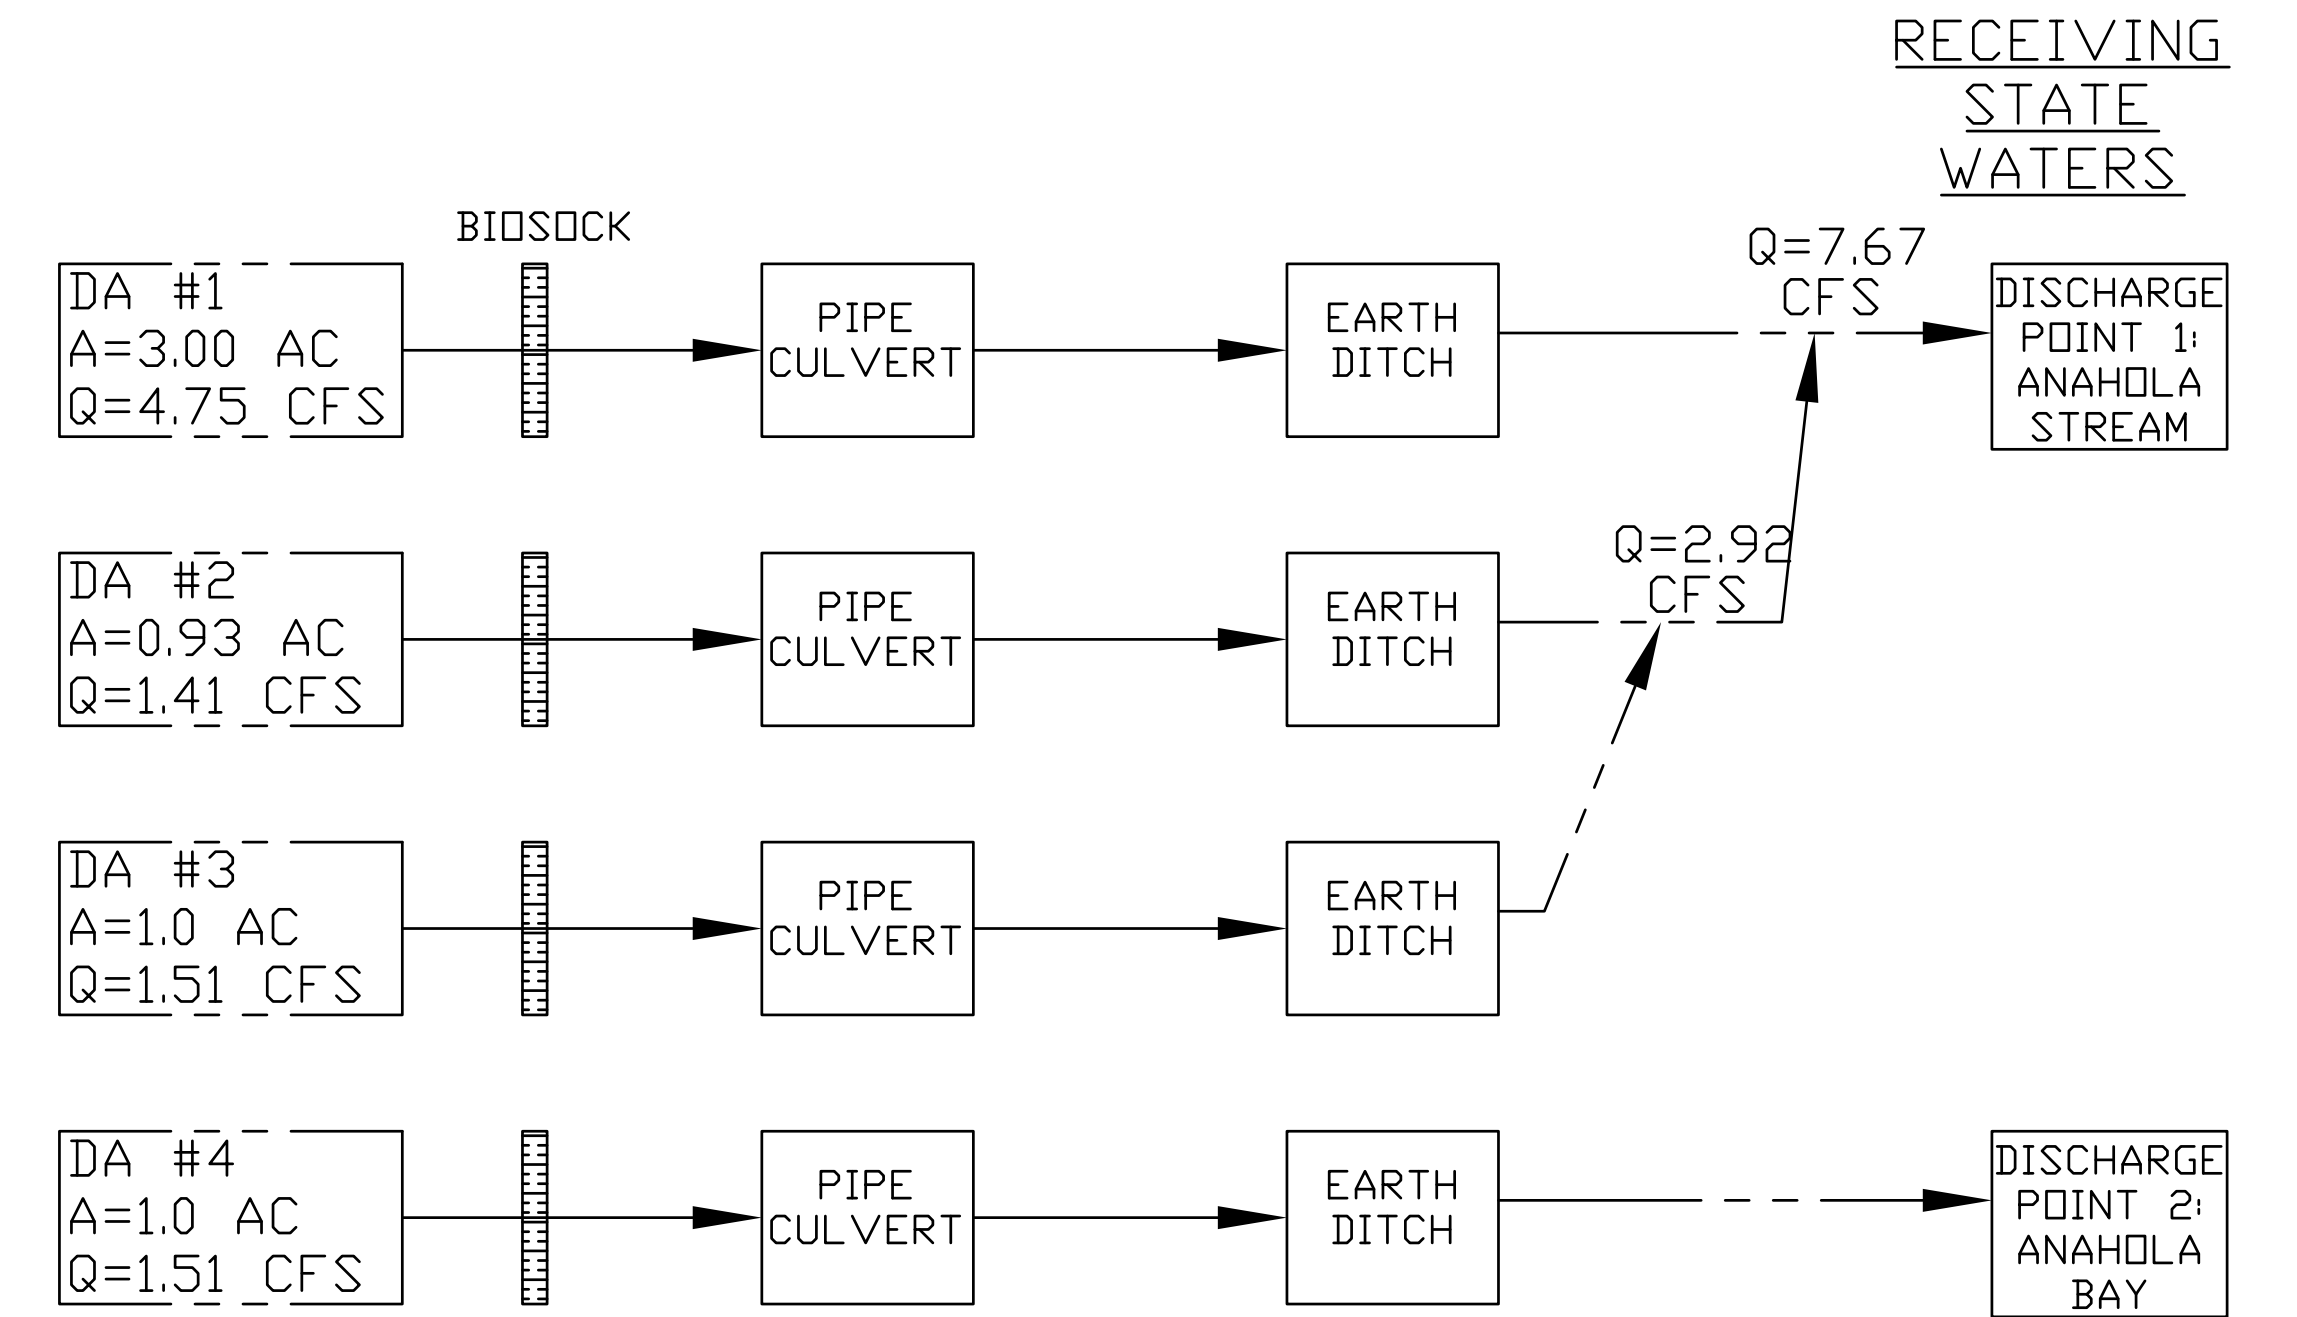 RECEIVING
STATE
WATERS
BIOSOCK
Q=7.67
CFS
DA #1
A=3.00 AC
Q=4.75 CFS
PIPE
CULVERT
EARTH
DITCH
DISCHARGE
POINT 1:
ANAHOLA
STREAM
Q=2.92
CFS
DA #2
A=0.93 AC
Q=1.41 CFS
PIPE
CULVERT
EARTH
DITCH
DA #3
A=1.0 AC
Q=1.51 CFS
PIPE
CULVERT
EARTH
DITCH
DA #4
A=1.0 AC
Q=1.51 CFS
PIPE
CULVERT
EARTH
DITCH
DISCHARGE
POINT 2:
ANAHOLA
BAY